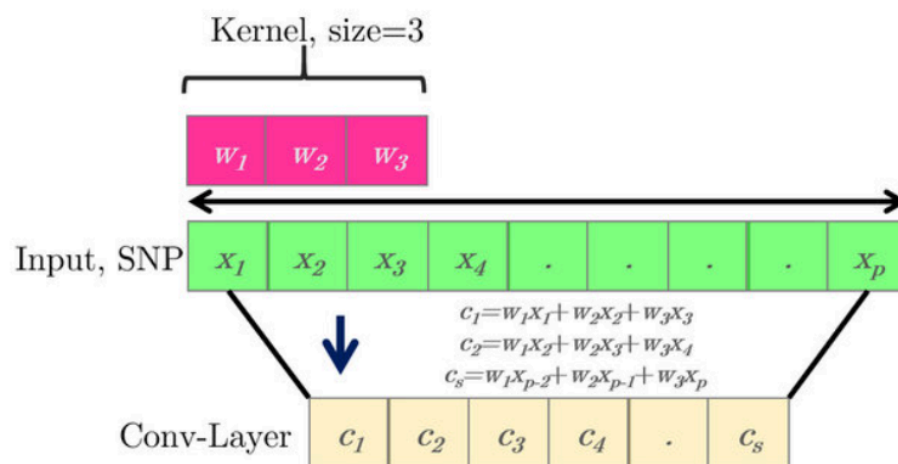 Kernel, size=3
w₁ w₂ w₃
Input, SNP x₁ x₂ x₃ x₄ . . . . xₚ
c₁=w₁x₁+w₂x₂+w₃x₃
c₂=w₁x₂+w₂x₃+w₃x₄
cₛ=w₁xₚ₋₂+w₂xₚ₋₁+w₃xₚ
Conv-Layer c₁ c₂ c₃ c₄ . cₛ